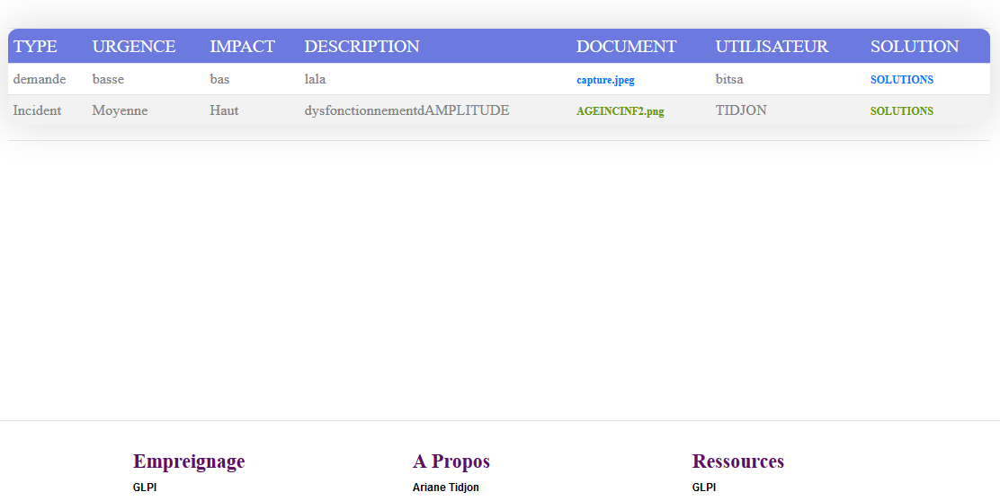 TYPE URGENCE IMPACT DESCRIPTION DOCUMENT UTILISATEUR SOLUTION
demande basse bas lala capture.jpeg bitsa SOLUTIONS
Incident Moyenne Haut dysfonctionnementdAMPLITUDE AGEINCINF2.png TIDJON SOLUTIONS
Empreignage A Propos Ressources
GLPI Ariane Tidjon GLPI